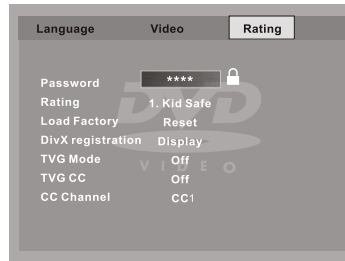 Language Video Rating
Password ****
Rating 1. Kid Safe
Load Factory Reset
DivX registration Display
TVG Mode Off
TVG CC Off
CC Channel CC1
DVD
VIDEO